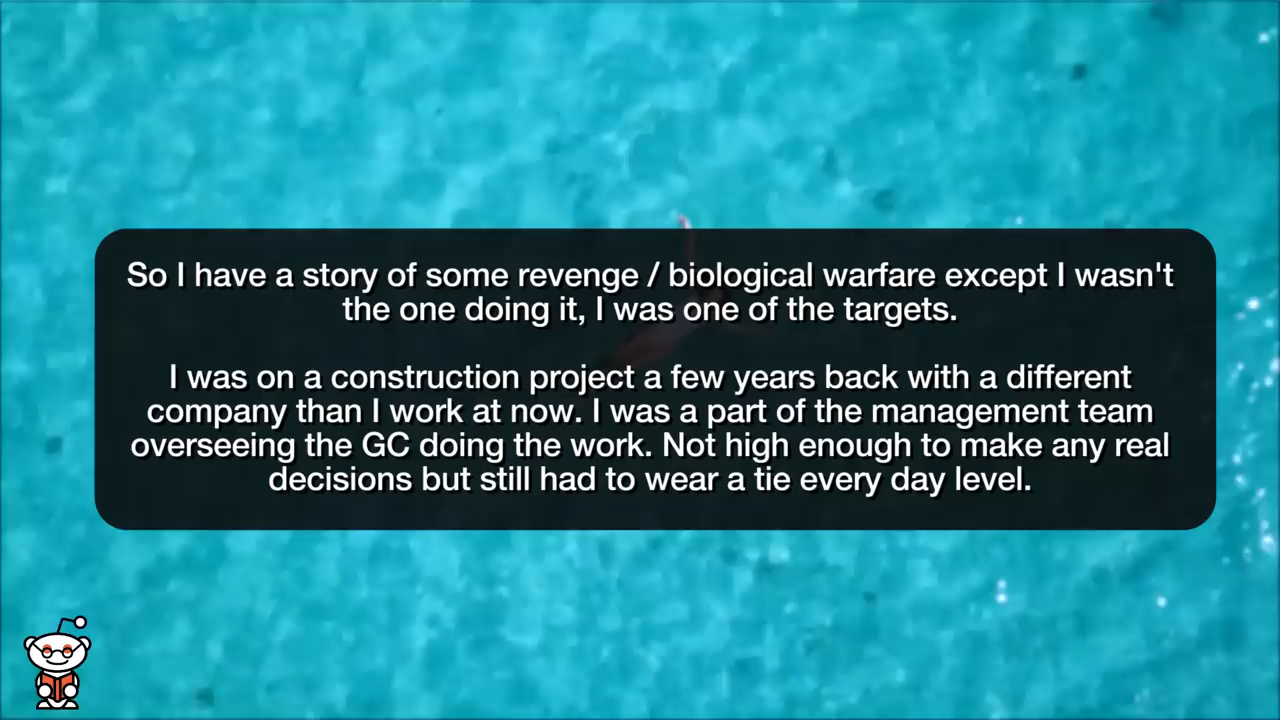 So I have a story of some revenge / biological warfare except I wasn't
the one doing it, I was one of the targets.
I was on a construction project a few years back with a different
company than I work at now. I was a part of the management team
overseeing the GC doing the work. Not high enough to make any real
decisions but still had to wear a tie every day level.